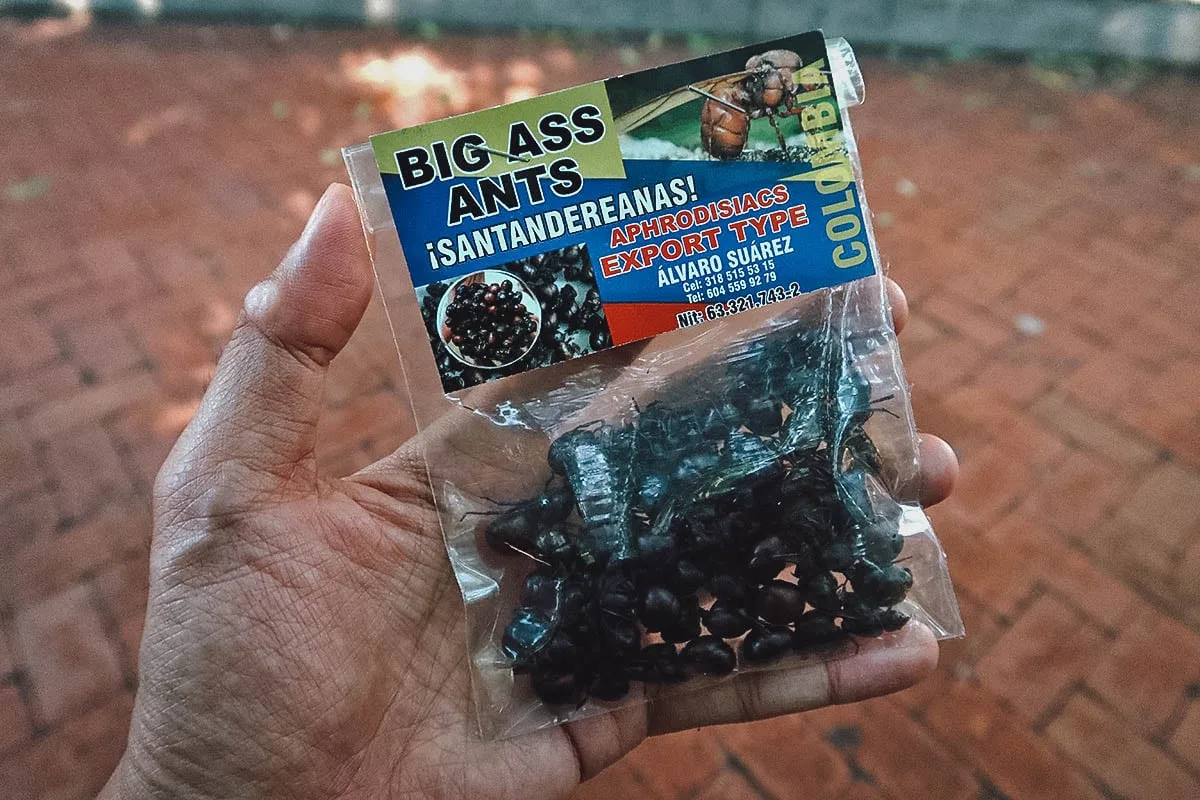 BIG ASS
ANTS
¡SANTANDEREANAS!
APHRODISIACS
EXPORT TYPE
ÁLVARO SUÁREZ
Cel: 318 515 53 15
Tel: 604 559 92 79
Nit: 63.321.743-2
COLOMBIA